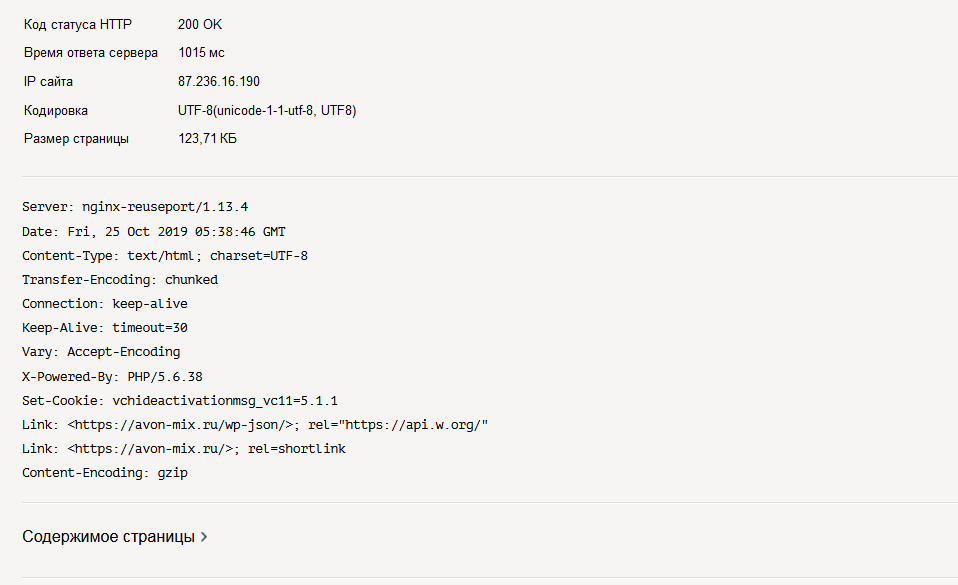 Код статуса HTTP 200 OK
Время ответа сервера 1015 мс
IP сайта 87.236.16.190
Кодировка UTF-8(unicode-1-1-utf-8, UTF8)
Размер страницы 123,71 КБ
Server: nginx-reuseport/1.13.4
Date: Fri, 25 Oct 2019 05:38:46 GMT
Content-Type: text/html; charset=UTF-8
Transfer-Encoding: chunked
Connection: keep-alive
Keep-Alive: timeout=30
Vary: Accept-Encoding
X-Powered-By: PHP/5.6.38
Set-Cookie: vchideactivationmsg_vc11=5.1.1
Link: <https://avon-mix.ru/wp-json/>; rel="https://api.w.org/"
Link: <https://avon-mix.ru/>; rel=shortlink
Content-Encoding: gzip
Содержимое страницы >